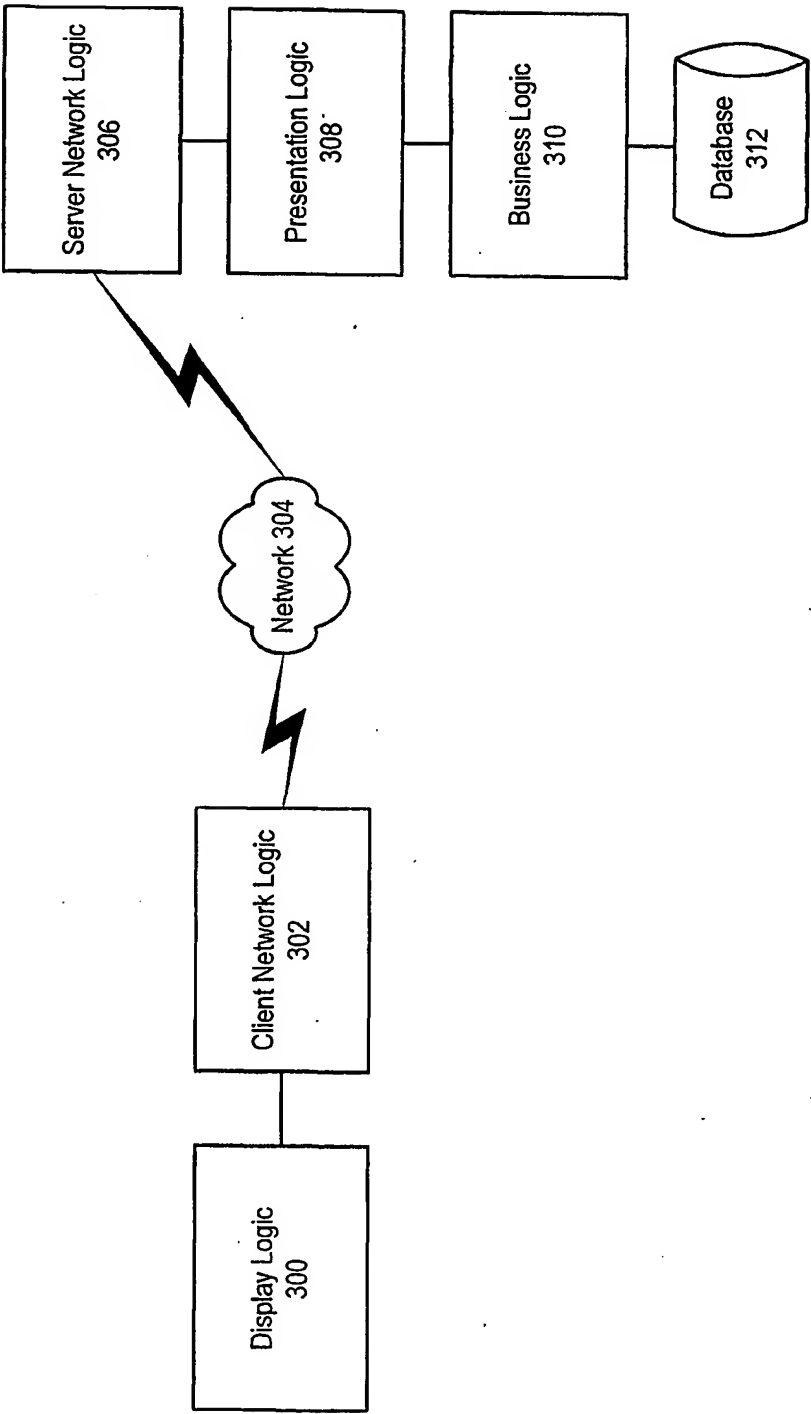 Display Logic
300
Client Network Logic
302
Network 304
Server Network Logic
306
Presentation Logic
308
Business Logic
310
Database
312